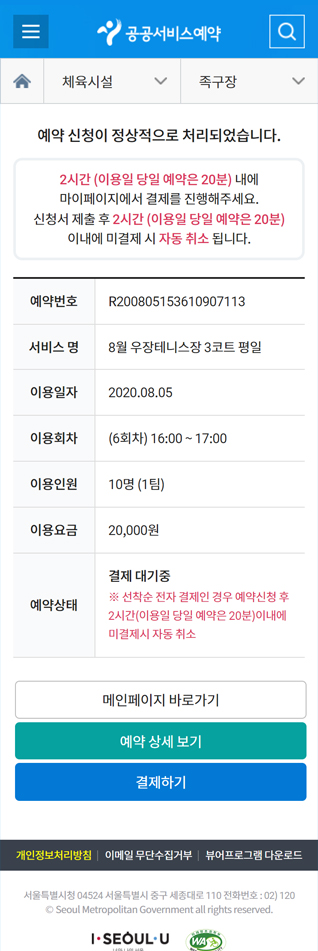 공공서비스예약
체육시설
족구장
예약 신청이 정상적으로 처리되었습니다.
2시간 (이용일 당일 예약은 20분) 내에
마이페이지에서 결제를 진행해주세요.
신청서 제출 후 2시간 (이용일 당일 예약은 20분)
이내에 미결제 시 자동 취소 됩니다.
예약번호 R200805153610907113
서비스 명 8월 우장테니스장 3코트 평일
이용일자 2020.08.05
이용회차 (6회차) 16:00 ~ 17:00
이용인원 10명 (1팀)
이용요금 20,000원
예약상태 결제 대기중
※ 선착순 전자 결제인 경우 예약신청 후
2시간(이용일 당일 예약은 20분)이내에
미결제시 자동 취소
메인페이지 바로가기
예약 상세 보기
결제하기
개인정보처리방침 | 이메일 무단수집거부 | 뷰어프로그램 다운로드
서울특별시청 04524 서울특별시 중구 세종대로 110 전화번호 : 02) 120
© Seoul Metropolitan Government all rights reserved.
I·SEOUL·U WA